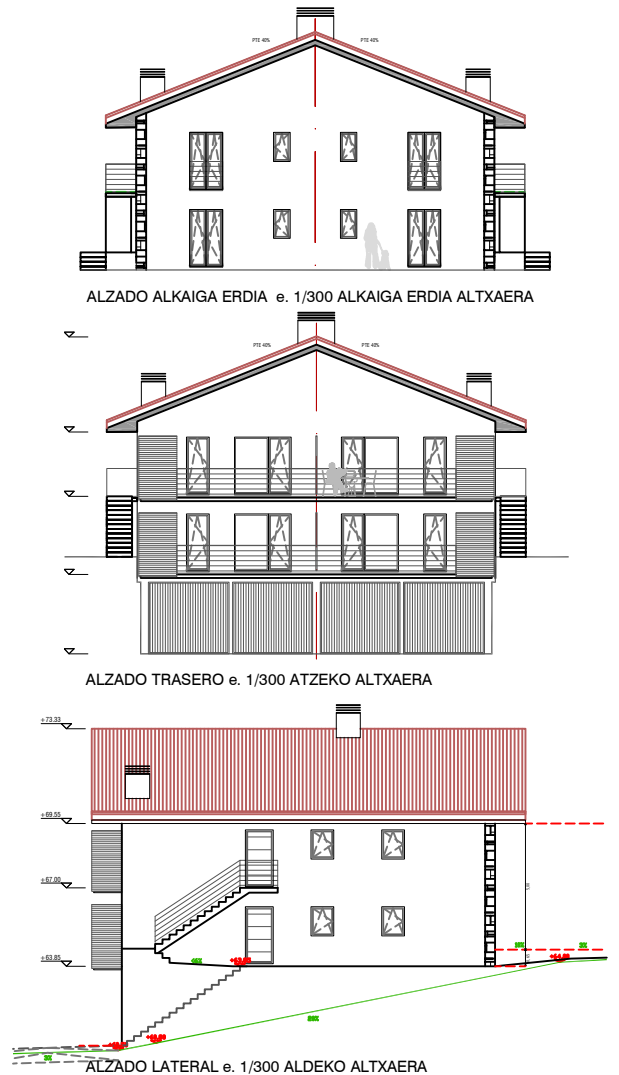 PTE 40% PTE 40%
ALZADO ALKAIGA ERDIA e. 1/300 ALKAIGA ERDIA ALTXAERA
PTE 40% PTE 40%
ALZADO TRASERO e. 1/300 ATZEKO ALTXAERA
+73.33
+69.55
+67.00
+63.85
3%
ALZADO LATERAL e. 1/300 ALDEKO ALTXAERA